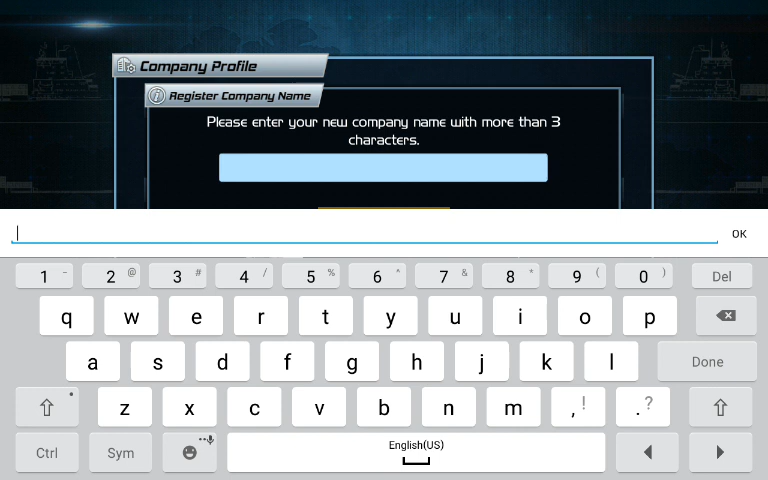 Company Profile
Register Company Name
Please enter your new company name with more than 3
characters.
OK
1 - 2 @ 3 # 4 / 5 % 6 ^ 7 & 8 * 9 ( 0 ) Del
q w e r t y u i o p
a s d f g h j k l Done
z x c v b n m , ! . ?
Ctrl Sym English(US)